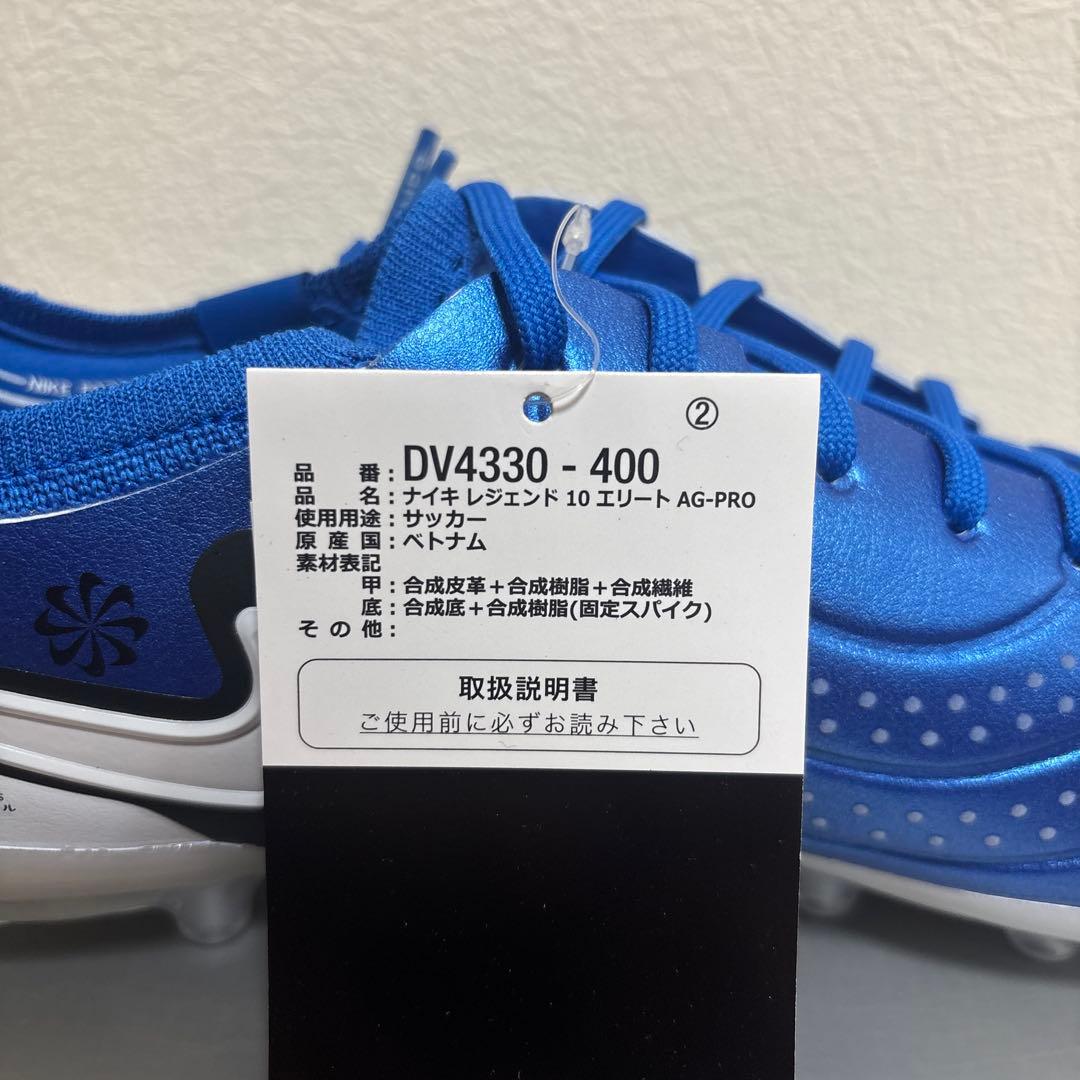 ②
品番：DV4330 - 400
品名：ナイキ レジェンド 10 エリート AG-PRO
使用用途：サッカー
原産国：ベトナム
素材表記
甲：合成皮革＋合成樹脂＋合成繊維
底：合成底＋合成樹脂(固定スパイク)
その他：
取扱説明書
ご使用前に必ずお読み下さい
NIKE